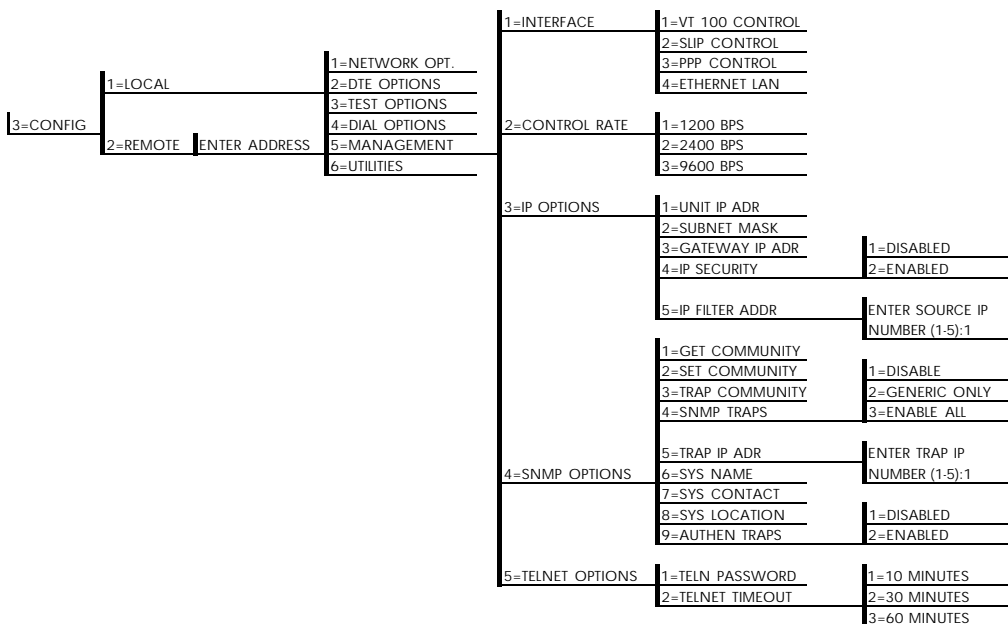 3=CONFIG
1=LOCAL
2=REMOTE
ENTER ADDRESS
1=NETWORK OPT.
2=DTE OPTIONS
3=TEST OPTIONS
4=DIAL OPTIONS
5=MANAGEMENT
6=UTILITIES
1=INTERFACE
1=VT 100 CONTROL
2=SLIP CONTROL
3=PPP CONTROL
4=ETHERNET LAN
2=CONTROL RATE
1=1200 BPS
2=2400 BPS
3=9600 BPS
3=IP OPTIONS
1=UNIT IP ADR
2=SUBNET MASK
3=GATEWAY IP ADR
4=IP SECURITY
1=DISABLED
2=ENABLED
5=IP FILTER ADDR
ENTER SOURCE IP
NUMBER (1-5):1
4=SNMP OPTIONS
1=GET COMMUNITY
2=SET COMMUNITY
3=TRAP COMMUNITY
4=SNMP TRAPS
1=DISABLE
2=GENERIC ONLY
3=ENABLE ALL
5=TRAP IP ADR
ENTER TRAP IP
NUMBER (1-5):1
6=SYS NAME
7=SYS CONTACT
8=SYS LOCATION
9=AUTHEN TRAPS
1=DISABLED
2=ENABLED
5=TELNET OPTIONS
1=TELN PASSWORD
2=TELNET TIMEOUT
1=10 MINUTES
2=30 MINUTES
3=60 MINUTES